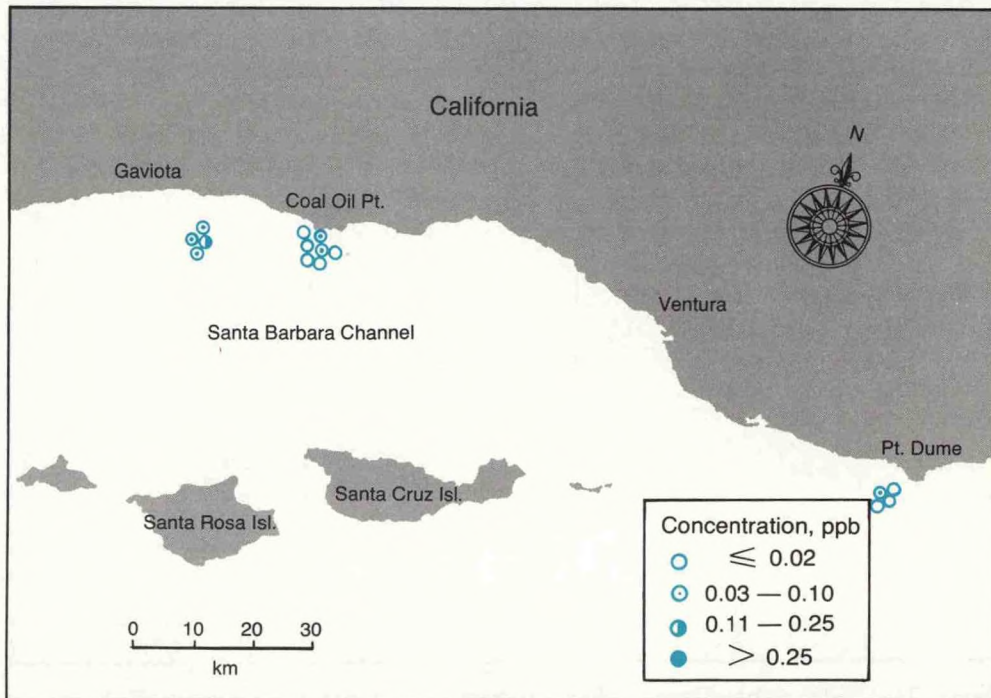 California
N
Gaviota
Coal Oil Pt.
Santa Barbara Channel
Ventura
Pt. Dume
Santa Cruz Isl.
Santa Rosa Isl.
Concentration, ppb
≤ 0.02
0.03 — 0.10
0.11 — 0.25
> 0.25
0 10 20 30
km